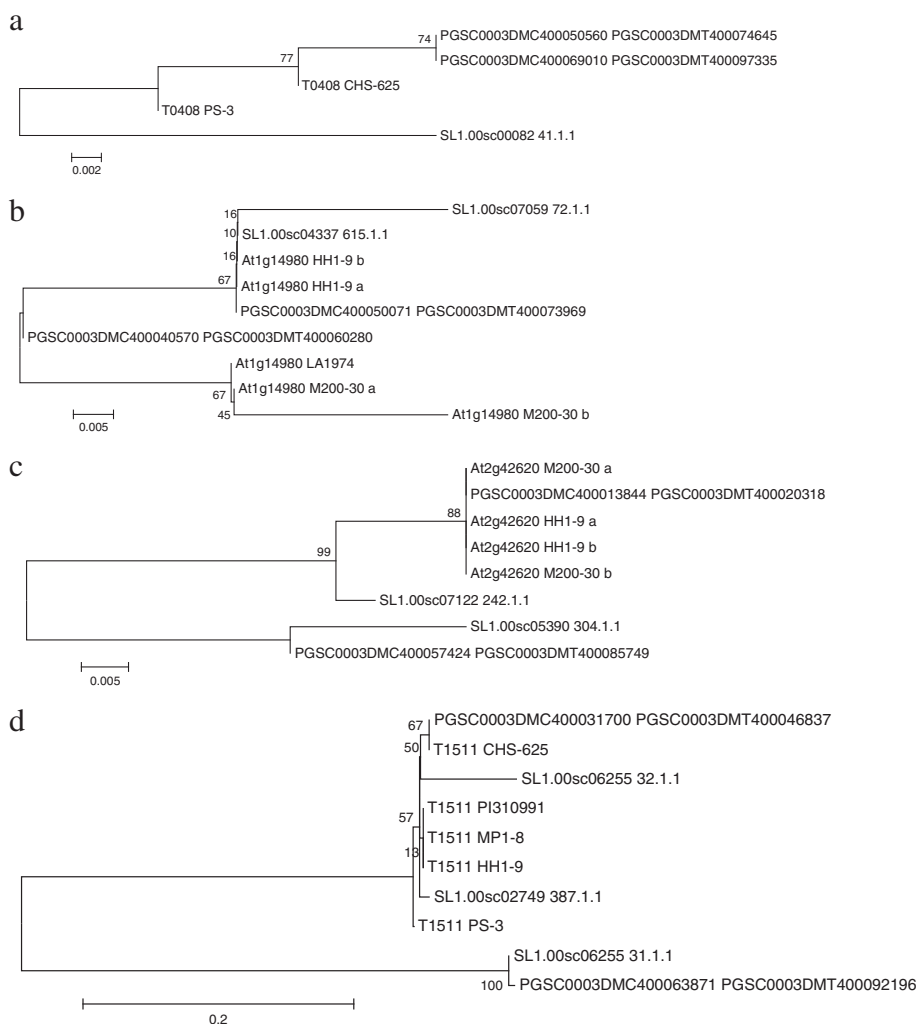 a
74
PGSC0003DMC400050560 PGSC0003DMT400074645
77
PGSC0003DMC400069010 PGSC0003DMT400097335
T0408 CHS-625
T0408 PS-3
SL1.00sc00082 41.1.1
0.002
b
16
SL1.00sc07059 72.1.1
10
SL1.00sc04337 615.1.1
16
At1g14980 HH1-9 b
67
At1g14980 HH1-9 a
PGSC0003DMC400050071 PGSC0003DMT400073969
PGSC0003DMC400040570 PGSC0003DMT400060280
At1g14980 LA1974
67
At1g14980 M200-30 a
45
At1g14980 M200-30 b
0.005
c
At2g42620 M200-30 a
PGSC0003DMC400013844 PGSC0003DMT400020318
88
At2g42620 HH1-9 a
99
At2g42620 HH1-9 b
At2g42620 M200-30 b
SL1.00sc07122 242.1.1
SL1.00sc05390 304.1.1
PGSC0003DMC400057424 PGSC0003DMT400085749
0.005
d
67
PGSC0003DMC400031700 PGSC0003DMT400046837
50
T1511 CHS-625
SL1.00sc06255 32.1.1
57
T1511 PI310991
T1511 MP1-8
13
T1511 HH1-9
SL1.00sc02749 387.1.1
T1511 PS-3
SL1.00sc06255 31.1.1
100
PGSC0003DMC400063871 PGSC0003DMT400092196
0.2